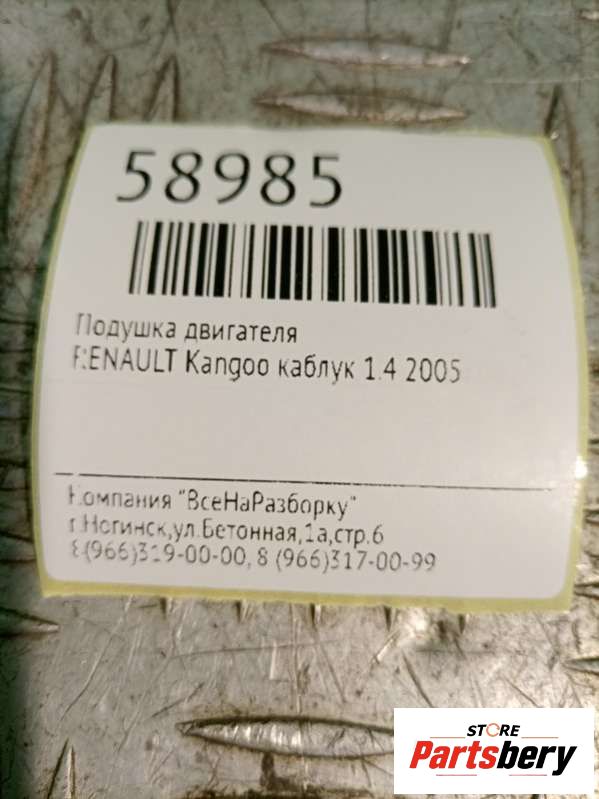 58985
Подушка двигателя
RENAULT Kangoo каблук 1.4 2005
Компания "ВсеНаРазборку"
г.Ногинск,ул.Бетонная,1а,стр.6
8(966)319-00-00, 8 (966)317-00-99
STORE
Partsbery